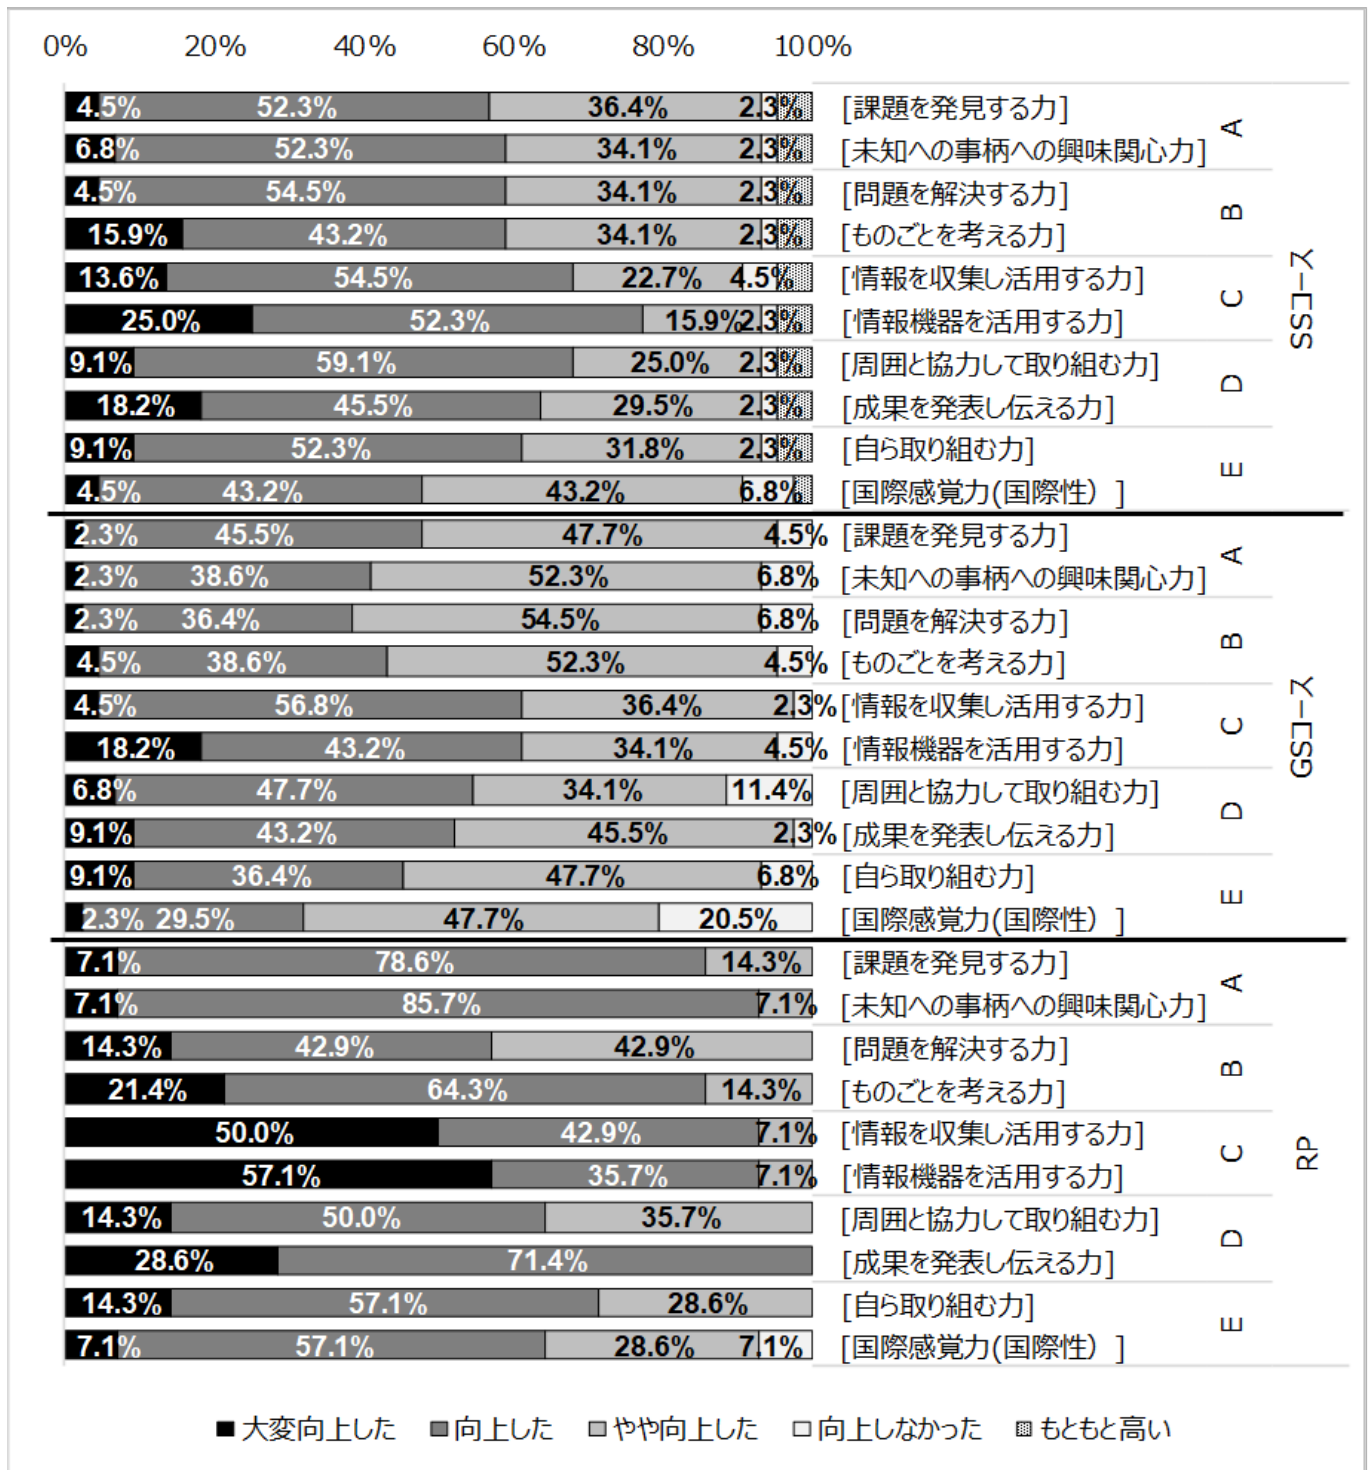 0% 20% 40% 60% 80% 100%
4.5% 52.3% 36.4% 2.3% [課題を発見する力]
6.8% 52.3% 34.1% 2.3% [未知への事柄への興味関心力]
A
4.5% 54.5% 34.1% 2.3% [問題を解決する力]
15.9% 43.2% 34.1% 2.3% [ものごとを考える力]
B
13.6% 54.5% 22.7% 4.5% [情報を収集し活用する力]
25.0% 52.3% 15.9% 2.3% [情報機器を活用する力]
C
9.1% 59.1% 25.0% 2.3% [周囲と協力して取り組む力]
18.2% 45.5% 29.5% 2.3% [成果を発表し伝える力]
D
9.1% 52.3% 31.8% 2.3% [自ら取り組む力]
4.5% 43.2% 43.2% 6.8% [国際感覚力(国際性）]
E
SSコース
2.3% 45.5% 47.7% 4.5% [課題を発見する力]
2.3% 38.6% 52.3% 6.8% [未知への事柄への興味関心力]
A
2.3% 36.4% 54.5% 6.8% [問題を解決する力]
4.5% 38.6% 52.3% 4.5% [ものごとを考える力]
B
4.5% 56.8% 36.4% 2.3% [情報を収集し活用する力]
18.2% 43.2% 34.1% 4.5% [情報機器を活用する力]
C
6.8% 47.7% 34.1% 11.4% [周囲と協力して取り組む力]
9.1% 43.2% 45.5% 2.3% [成果を発表し伝える力]
D
9.1% 36.4% 47.7% 6.8% [自ら取り組む力]
2.3% 29.5% 47.7% 20.5% [国際感覚力(国際性）]
E
GSコース
7.1% 78.6% 14.3% [課題を発見する力]
7.1% 85.7% 7.1% [未知への事柄への興味関心力]
A
14.3% 42.9% 42.9% [問題を解決する力]
21.4% 64.3% 14.3% [ものごとを考える力]
B
50.0% 42.9% 7.1% [情報を収集し活用する力]
57.1% 35.7% 7.1% [情報機器を活用する力]
C
14.3% 50.0% 35.7% [周囲と協力して取り組む力]
28.6% 71.4% [成果を発表し伝える力]
D
14.3% 57.1% 28.6% [自ら取り組む力]
7.1% 57.1% 28.6% 7.1% [国際感覚力(国際性）]
E
RP
大変向上した 向上した やや向上した 向上しなかった もともと高い